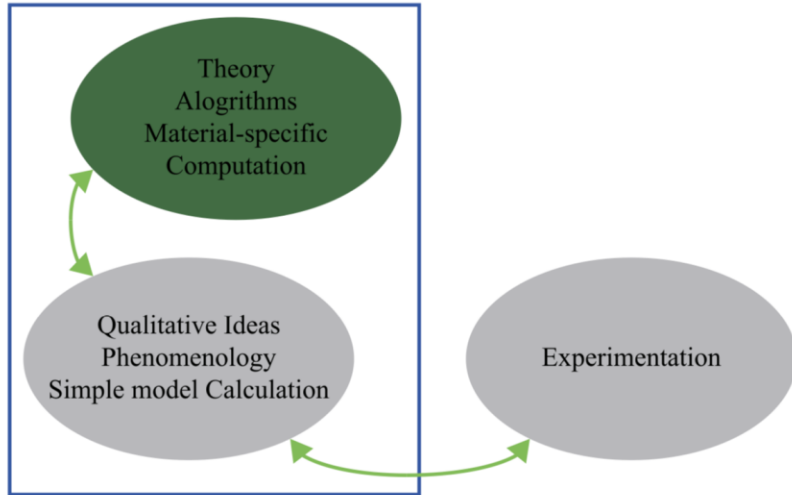 Theory
Alogrithms
Material-specific
Computation
Qualitative Ideas
Phenomenology
Simple model Calculation
Experimentation